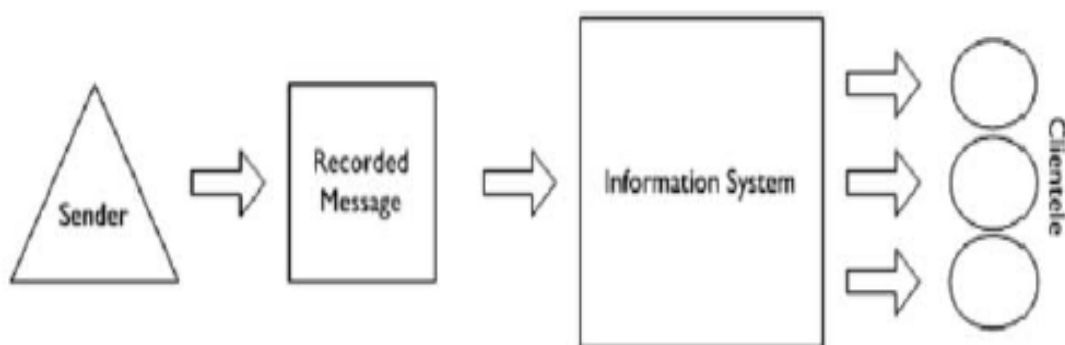 Sender
Recorded
Message
Information System
Clientele